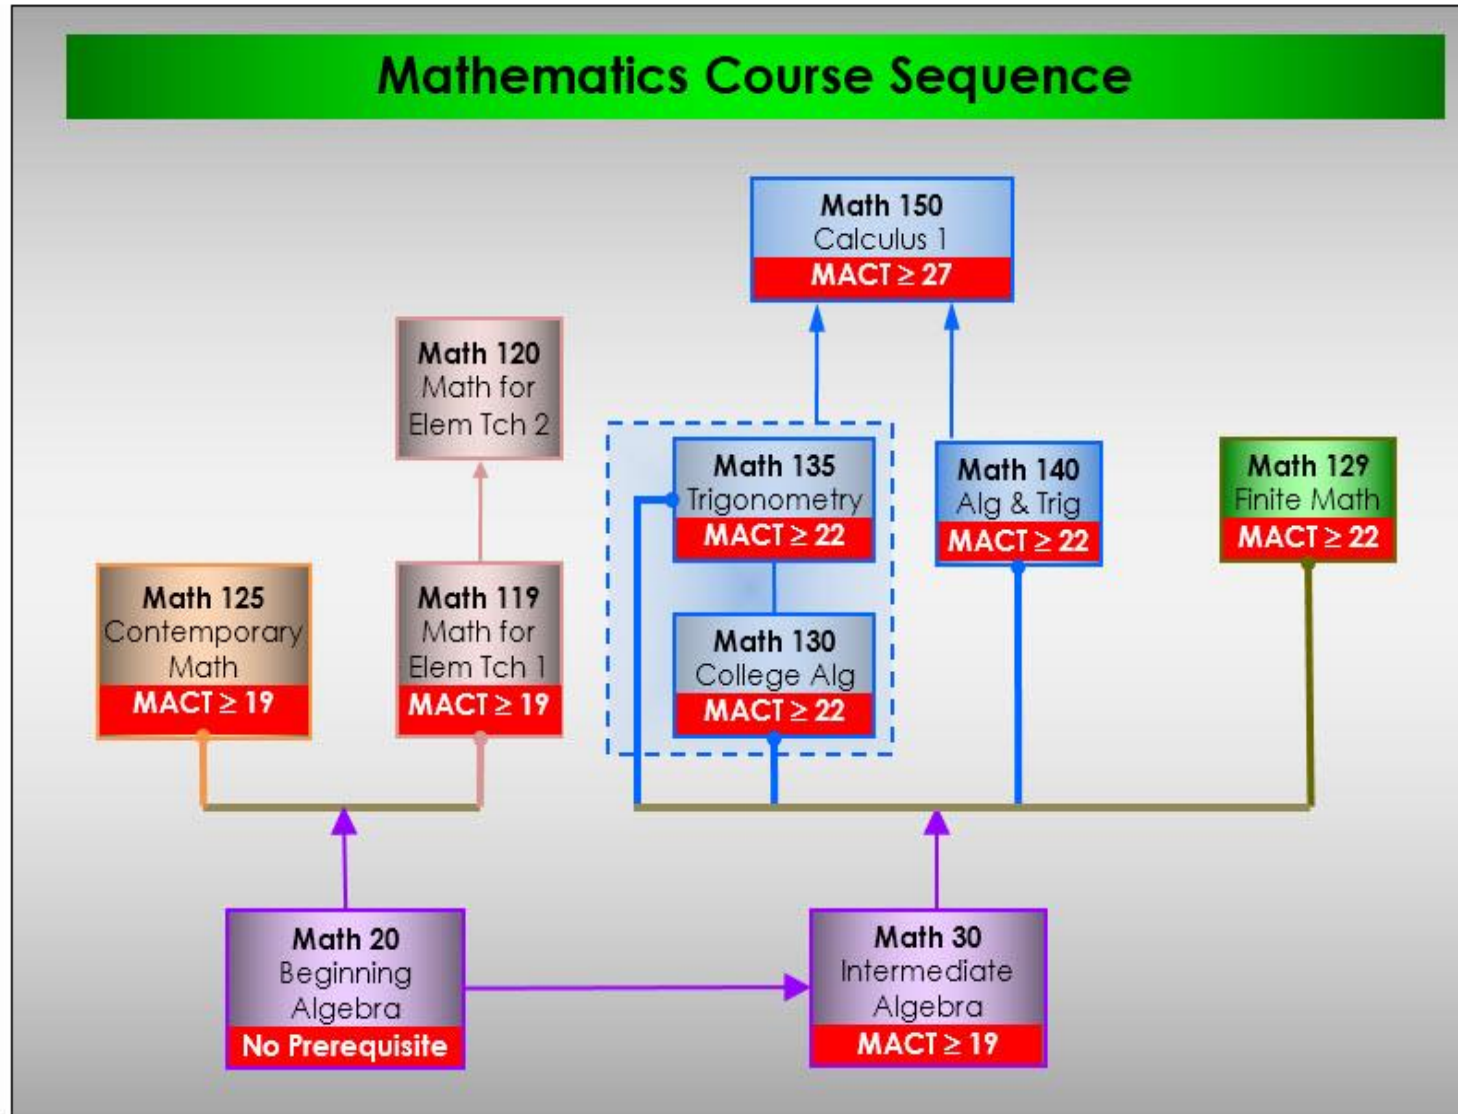 Mathematics Course Sequence
Math 150
Calculus 1
MACT ≥ 27
Math 120
Math for
Elem Tch 2
Math 135
Trigonometry
MACT ≥ 22
Math 140
Alg & Trig
MACT ≥ 22
Math 129
Finite Math
MACT ≥ 22
Math 125
Contemporary
Math
MACT ≥ 19
Math 119
Math for
Elem Tch 1
MACT ≥ 19
Math 130
College Alg
MACT ≥ 22
Math 20
Beginning
Algebra
No Prerequisite
Math 30
Intermediate
Algebra
MACT ≥ 19